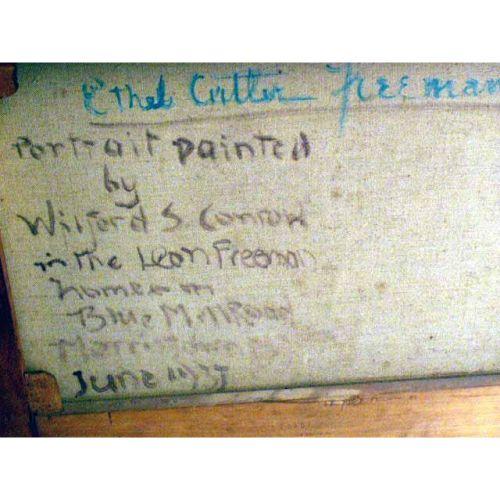 Ethel Cutler Freeman
Portrait painted
by
Wilford S. Conrow
in the Leon Freeman
home on
Blue Mill Road
Morristown
June 1937